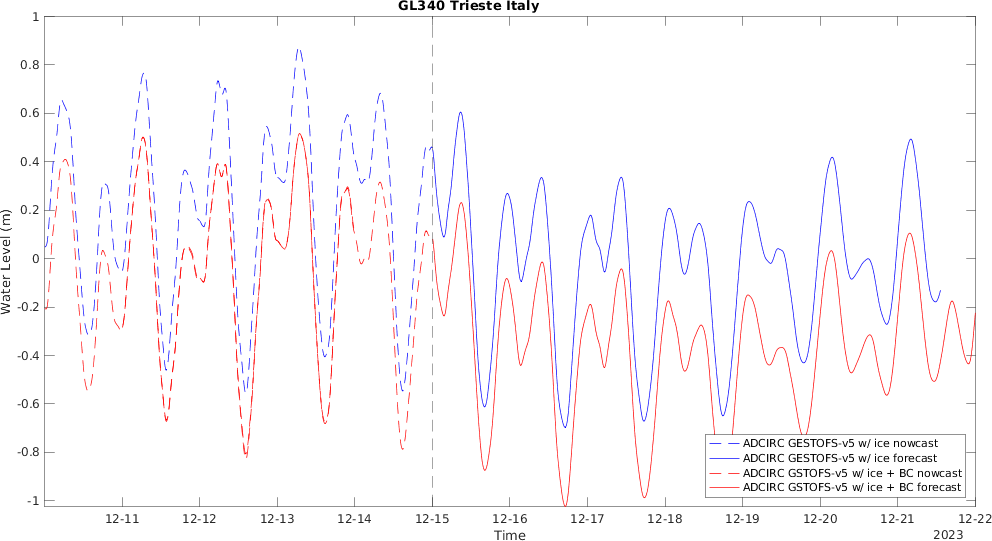 GL340 Trieste Italy
Water Level (m)
1
0.8
0.6
0.4
0.2
0
-0.2
-0.4
-0.6
-0.8
-1
ADCIRC GESTOFS-v5 w/ ice nowcast
ADCIRC GESTOFS-v5 w/ ice forecast
ADCIRC GSTOFS-v5 w/ ice + BC nowcast
ADCIRC GSTOFS-v5 w/ ice + BC forecast
12-11 12-12 12-13 12-14 12-15 12-16 12-17 12-18 12-19 12-20 12-21 12-22
Time
2023